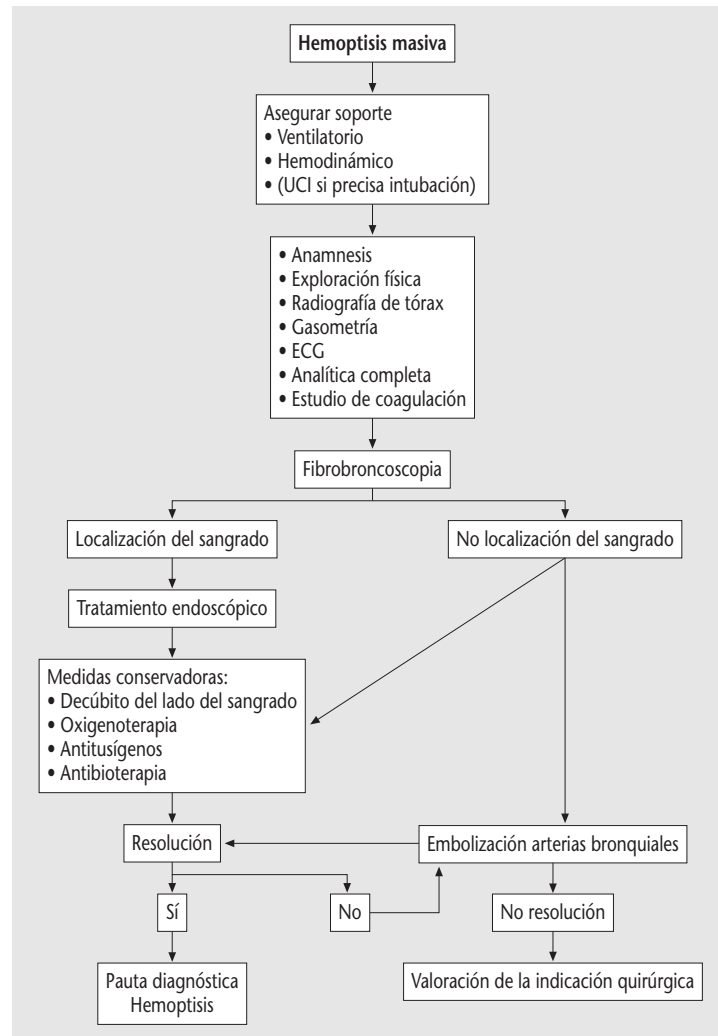 Hemoptisis masiva
Asegurar soporte
• Ventilatorio
• Hemodinámico
• (UCI si precisa intubación)
• Anamnesis
• Exploración física
• Radiografía de tórax
• Gasometría
• ECG
• Analítica completa
• Estudio de coagulación
Fibrobroncoscopia
Localización del sangrado
No localización del sangrado
Tratamiento endoscópico
Medidas conservadoras:
• Decúbito del lado del sangrado
• Oxigenoterapia
• Antitusígenos
• Antibioterapia
Resolución
Embolización arterias bronquiales
Sí
No
No resolución
Pauta diagnóstica
Hemoptisis
Valoración de la indicación quirúrgica